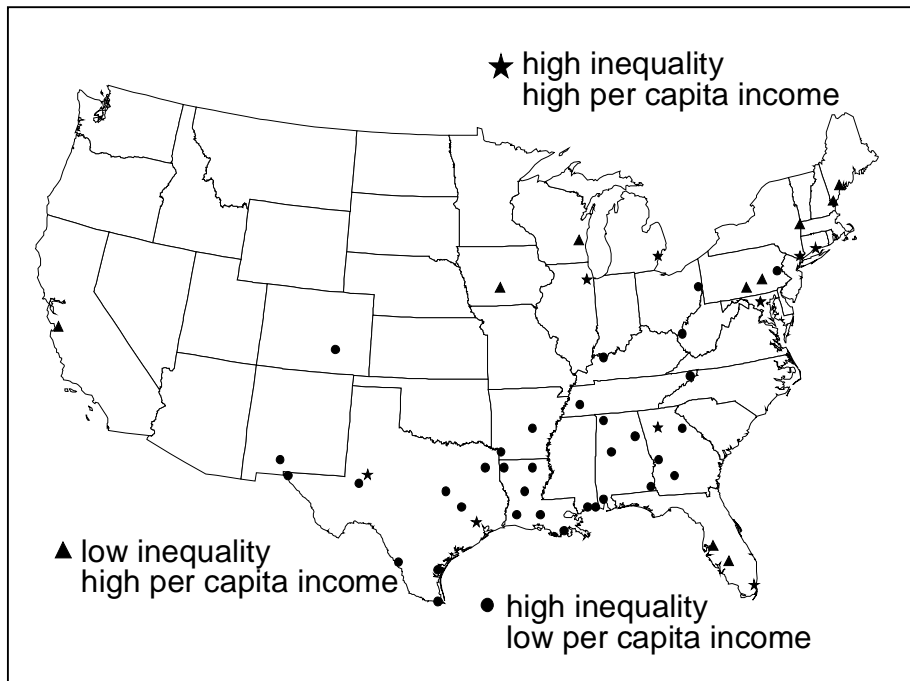 high inequality
high per capita income
low inequality
high per capita income
high inequality
low per capita income